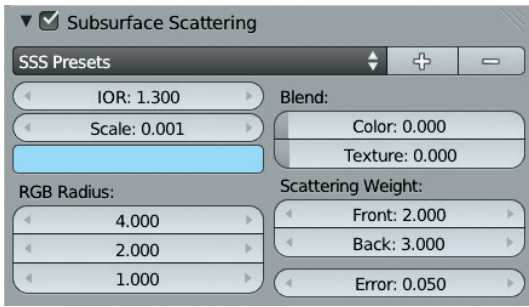 Subsurface Scattering
SSS Presets
IOR: 1.300
Scale: 0.001
RGB Radius:
4.000
2.000
1.000
Blend:
Color: 0.000
Texture: 0.000
Scattering Weight:
Front: 2.000
Back: 3.000
Error: 0.050